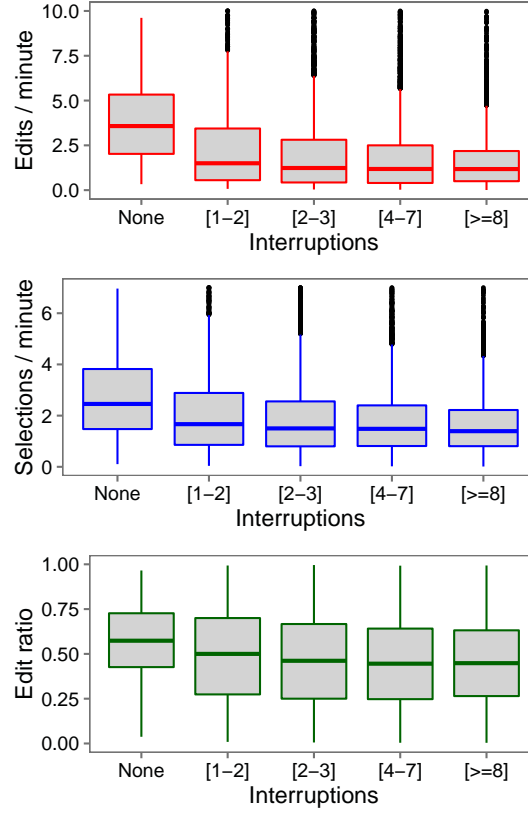 10.0
7.5
5.0
2.5
0.0
Edits / minute
None [1−2] [2−3] [4−7] [>=8]
Interruptions
6
4
2
0
Selections / minute
None [1−2] [2−3] [4−7] [>=8]
Interruptions
1.00
0.75
0.50
0.25
0.00
Edit ratio
None [1−2] [2−3] [4−7] [>=8]
Interruptions